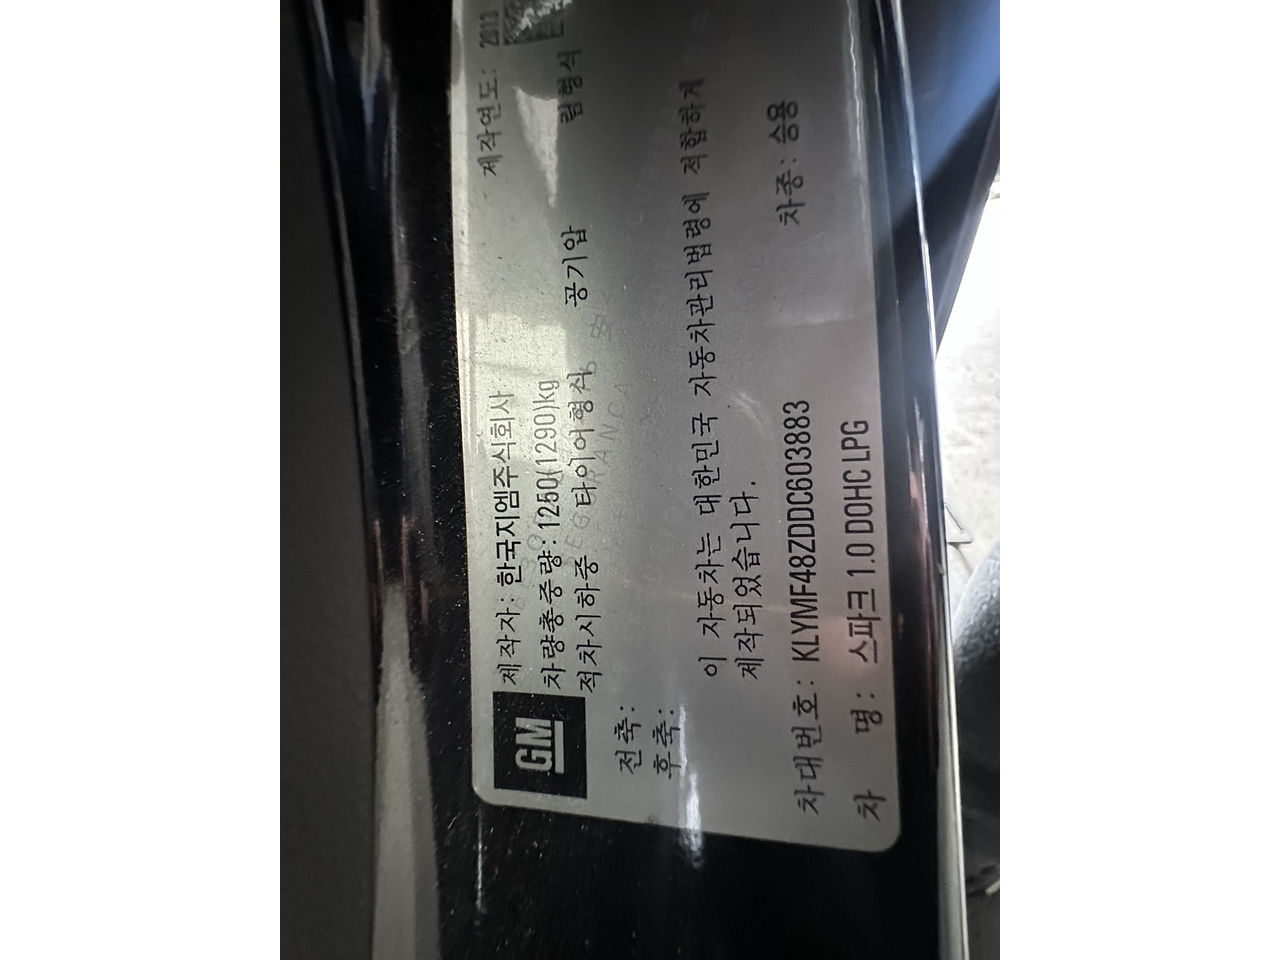 GM
제작자: 한국지엠주식회사 제작연도: 2013
차량총중량: 1250(1290)kg
적차시하중 타이어형식 공기압 림형식
전축:
후축:
이 자동차는 대한민국 자동차관리법령에 적합하게
제작되었습니다.
차대번호: KLYMF48ZDDC603883 차종: 승용
차 명: 스파크 1.0 DOHC LPG